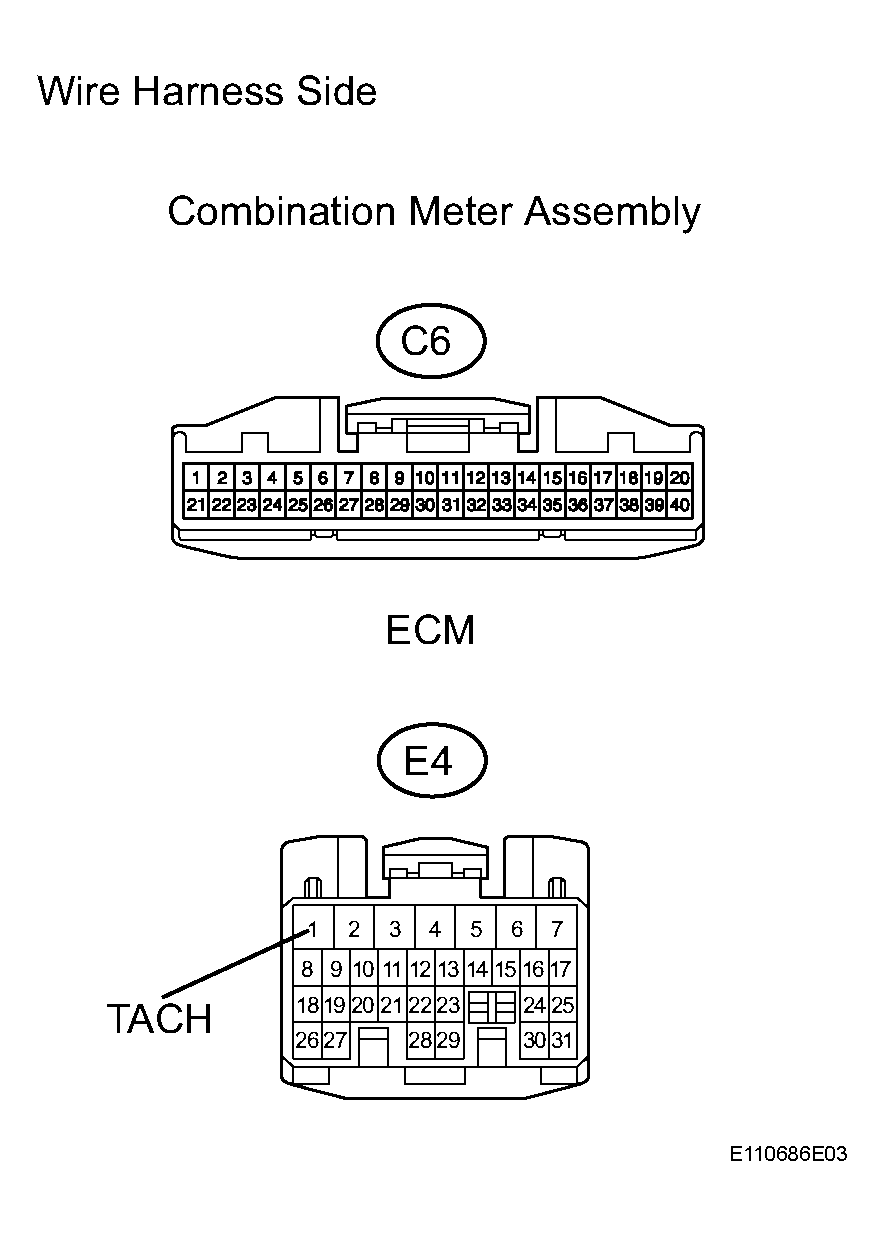 Wire Harness Side
Combination Meter Assembly
C6
1 2 3 4 5 6 7 8 9 10 11 12 13 14 15 16 17 18 19 20
21 22 23 24 25 26 27 28 29 30 31 32 33 34 35 36 37 38 39 40
ECM
E4
1 2 3 4 5 6 7
8 9 10 11 12 13 14 15 16 17
18 19 20 21 22 23 24 25
TACH
26 27 28 29 30 31
E110686E03